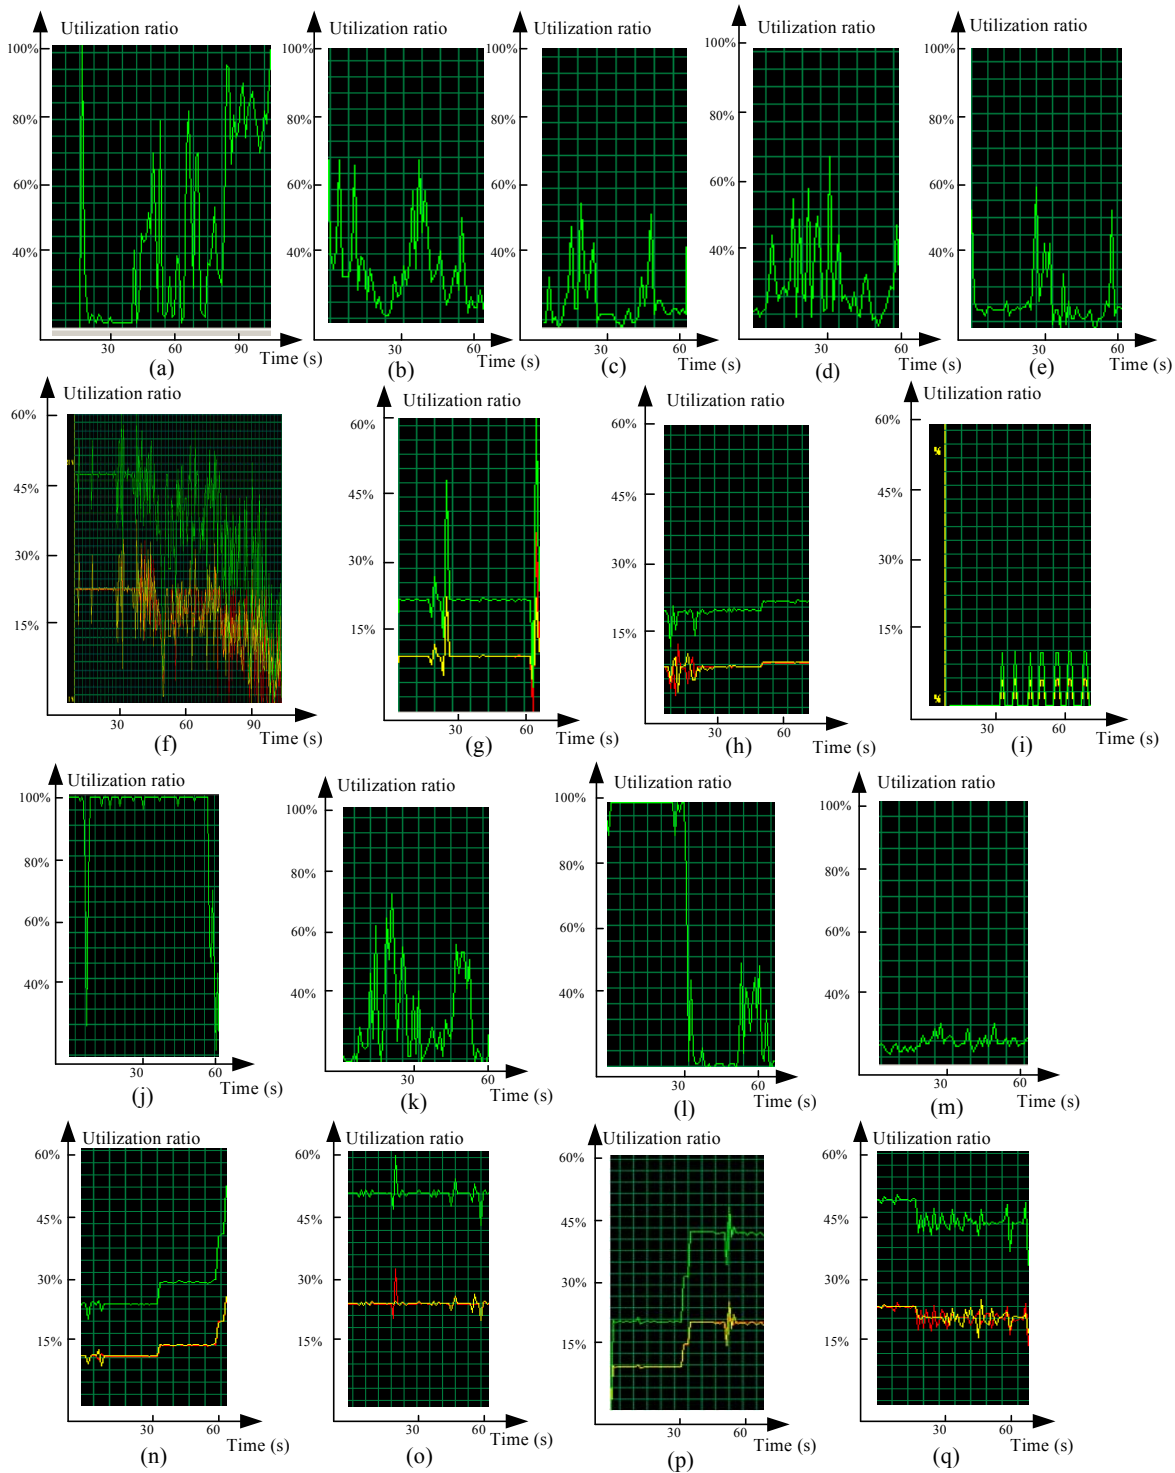 Utilization ratio Utilization ratio Utilization ratio Utilization ratio Utilization ratio
100% 100% 100% 100% 100%
80% 80% 80% 80% 80%
60% 60% 60% 60% 60%
40% 40% 40% 40% 40%
30 60 90 Time (s) 30 60 Time (s) 30 60 Time (s) 30 60 Time (s) 30 60 Time (s)
(a) (b) (c) (d) (e)
Utilization ratio Utilization ratio Utilization ratio Utilization ratio
60% 60% 60% 60%
45% 45% 45% 45%
30% 30% 30% 30%
15% 15% 15% 15%
30 60 90 Time (s) 30 60 Time (s) 30 60 Time (s) 30 60 Time (s)
(f) (g) (h) (i)
Utilization ratio Utilization ratio Utilization ratio Utilization ratio
100% 100% 100% 100%
80% 80% 80% 80%
60% 60% 60% 60%
40% 40% 40% 40%
30 60 Time (s) 30 60 Time (s) 30 60 Time (s) 30 60 Time (s)
(j) (k) (l) (m)
Utilization ratio Utilization ratio Utilization ratio Utilization ratio
60% 60% 60% 60%
45% 45% 45% 45%
30% 30% 30% 30%
15% 15% 15% 15%
30 60 Time (s) 30 60 Time (s) 30 60 Time (s) 30 60 Time (s)
(n) (o) (p) (q)